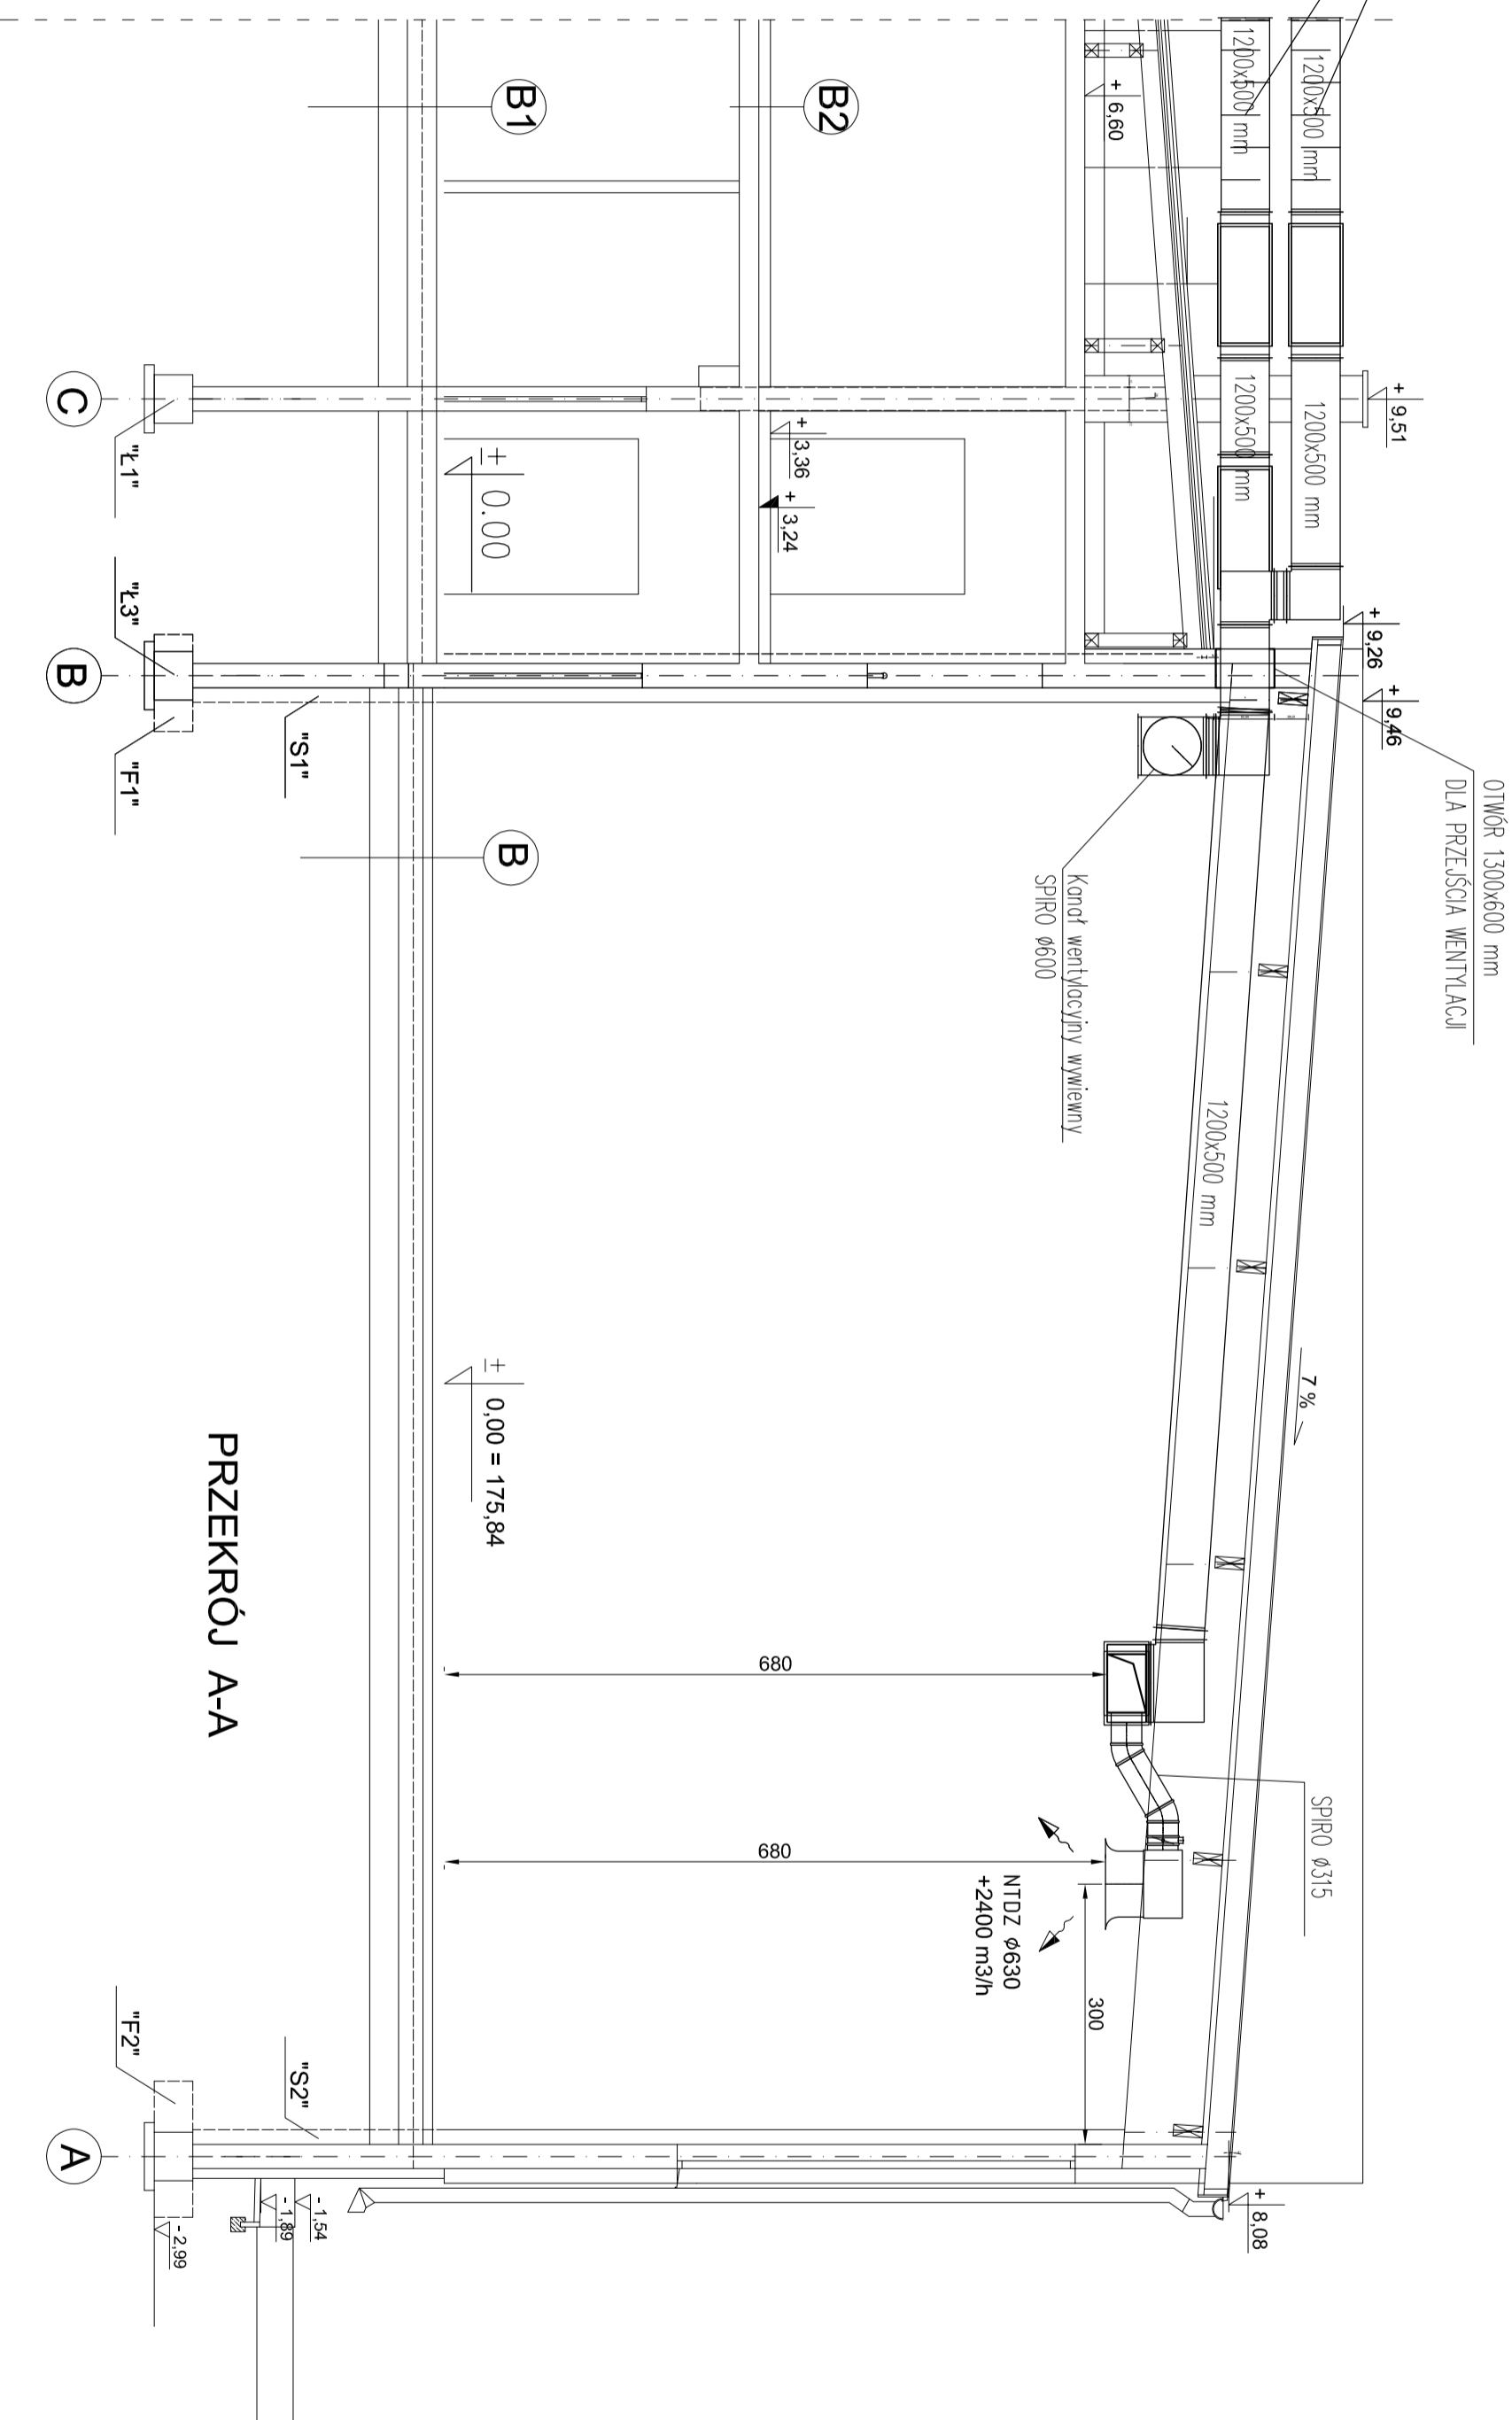 1200x500 mm
1200x500 mm
+ 6,60
B2
B1
+ 9,51
1200x500 mm
1200x500 mm
+ 3,36
+ 3,24
± 0.00
C
"Ł1"
"Ł3"
B
"F1"
"S1"
+ 9,26
+ 9,46
OTWÓR 1300x600 mm
DLA PRZEJŚCIA WENTYLACJI
B
Kanał wentylacyjny wywiewny
SPIRO ø600
1200x500 mm
7 %
± 0,00 = 175,84
680
SPIRO ø315
680
NTDZ ø630
+2400 m3/h
300
PRZEKRÓJ A-A
"F2"
"S2"
A
+ 8,08
- 1,54
- 1,89
- 2,99